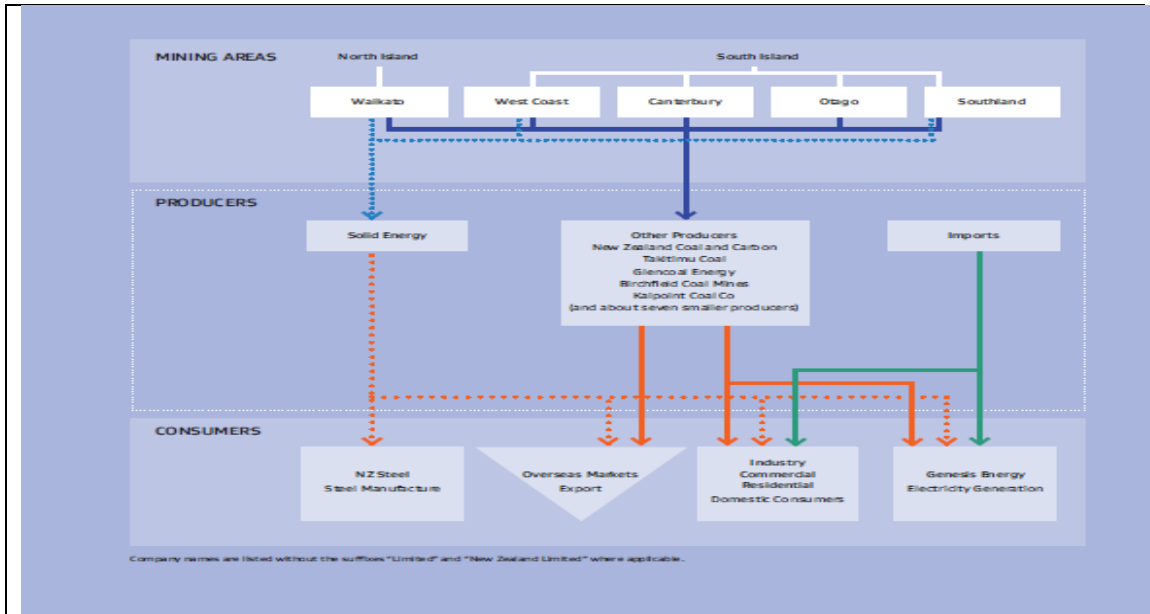 MINING AREAS
North Island
South Island
Waikato
West Coast
Canterbury
Otago
Southland
PRODUCERS
Solid Energy
Other Producers
New Zealand Coal and Carbon
Takitimu Coal
Glencoal Energy
Birchfield Coal Mines
Kaipoint Coal Co
(and about seven smaller producers)
Imports
CONSUMERS
NZ Steel
Steel Manufacture
Overseas Markets
Export
Industry
Commercial
Residential
Domestic Consumers
Genesis Energy
Electricity Generation
Company names are listed without the suffixes "Limited" and "New Zealand Limited" where applicable.